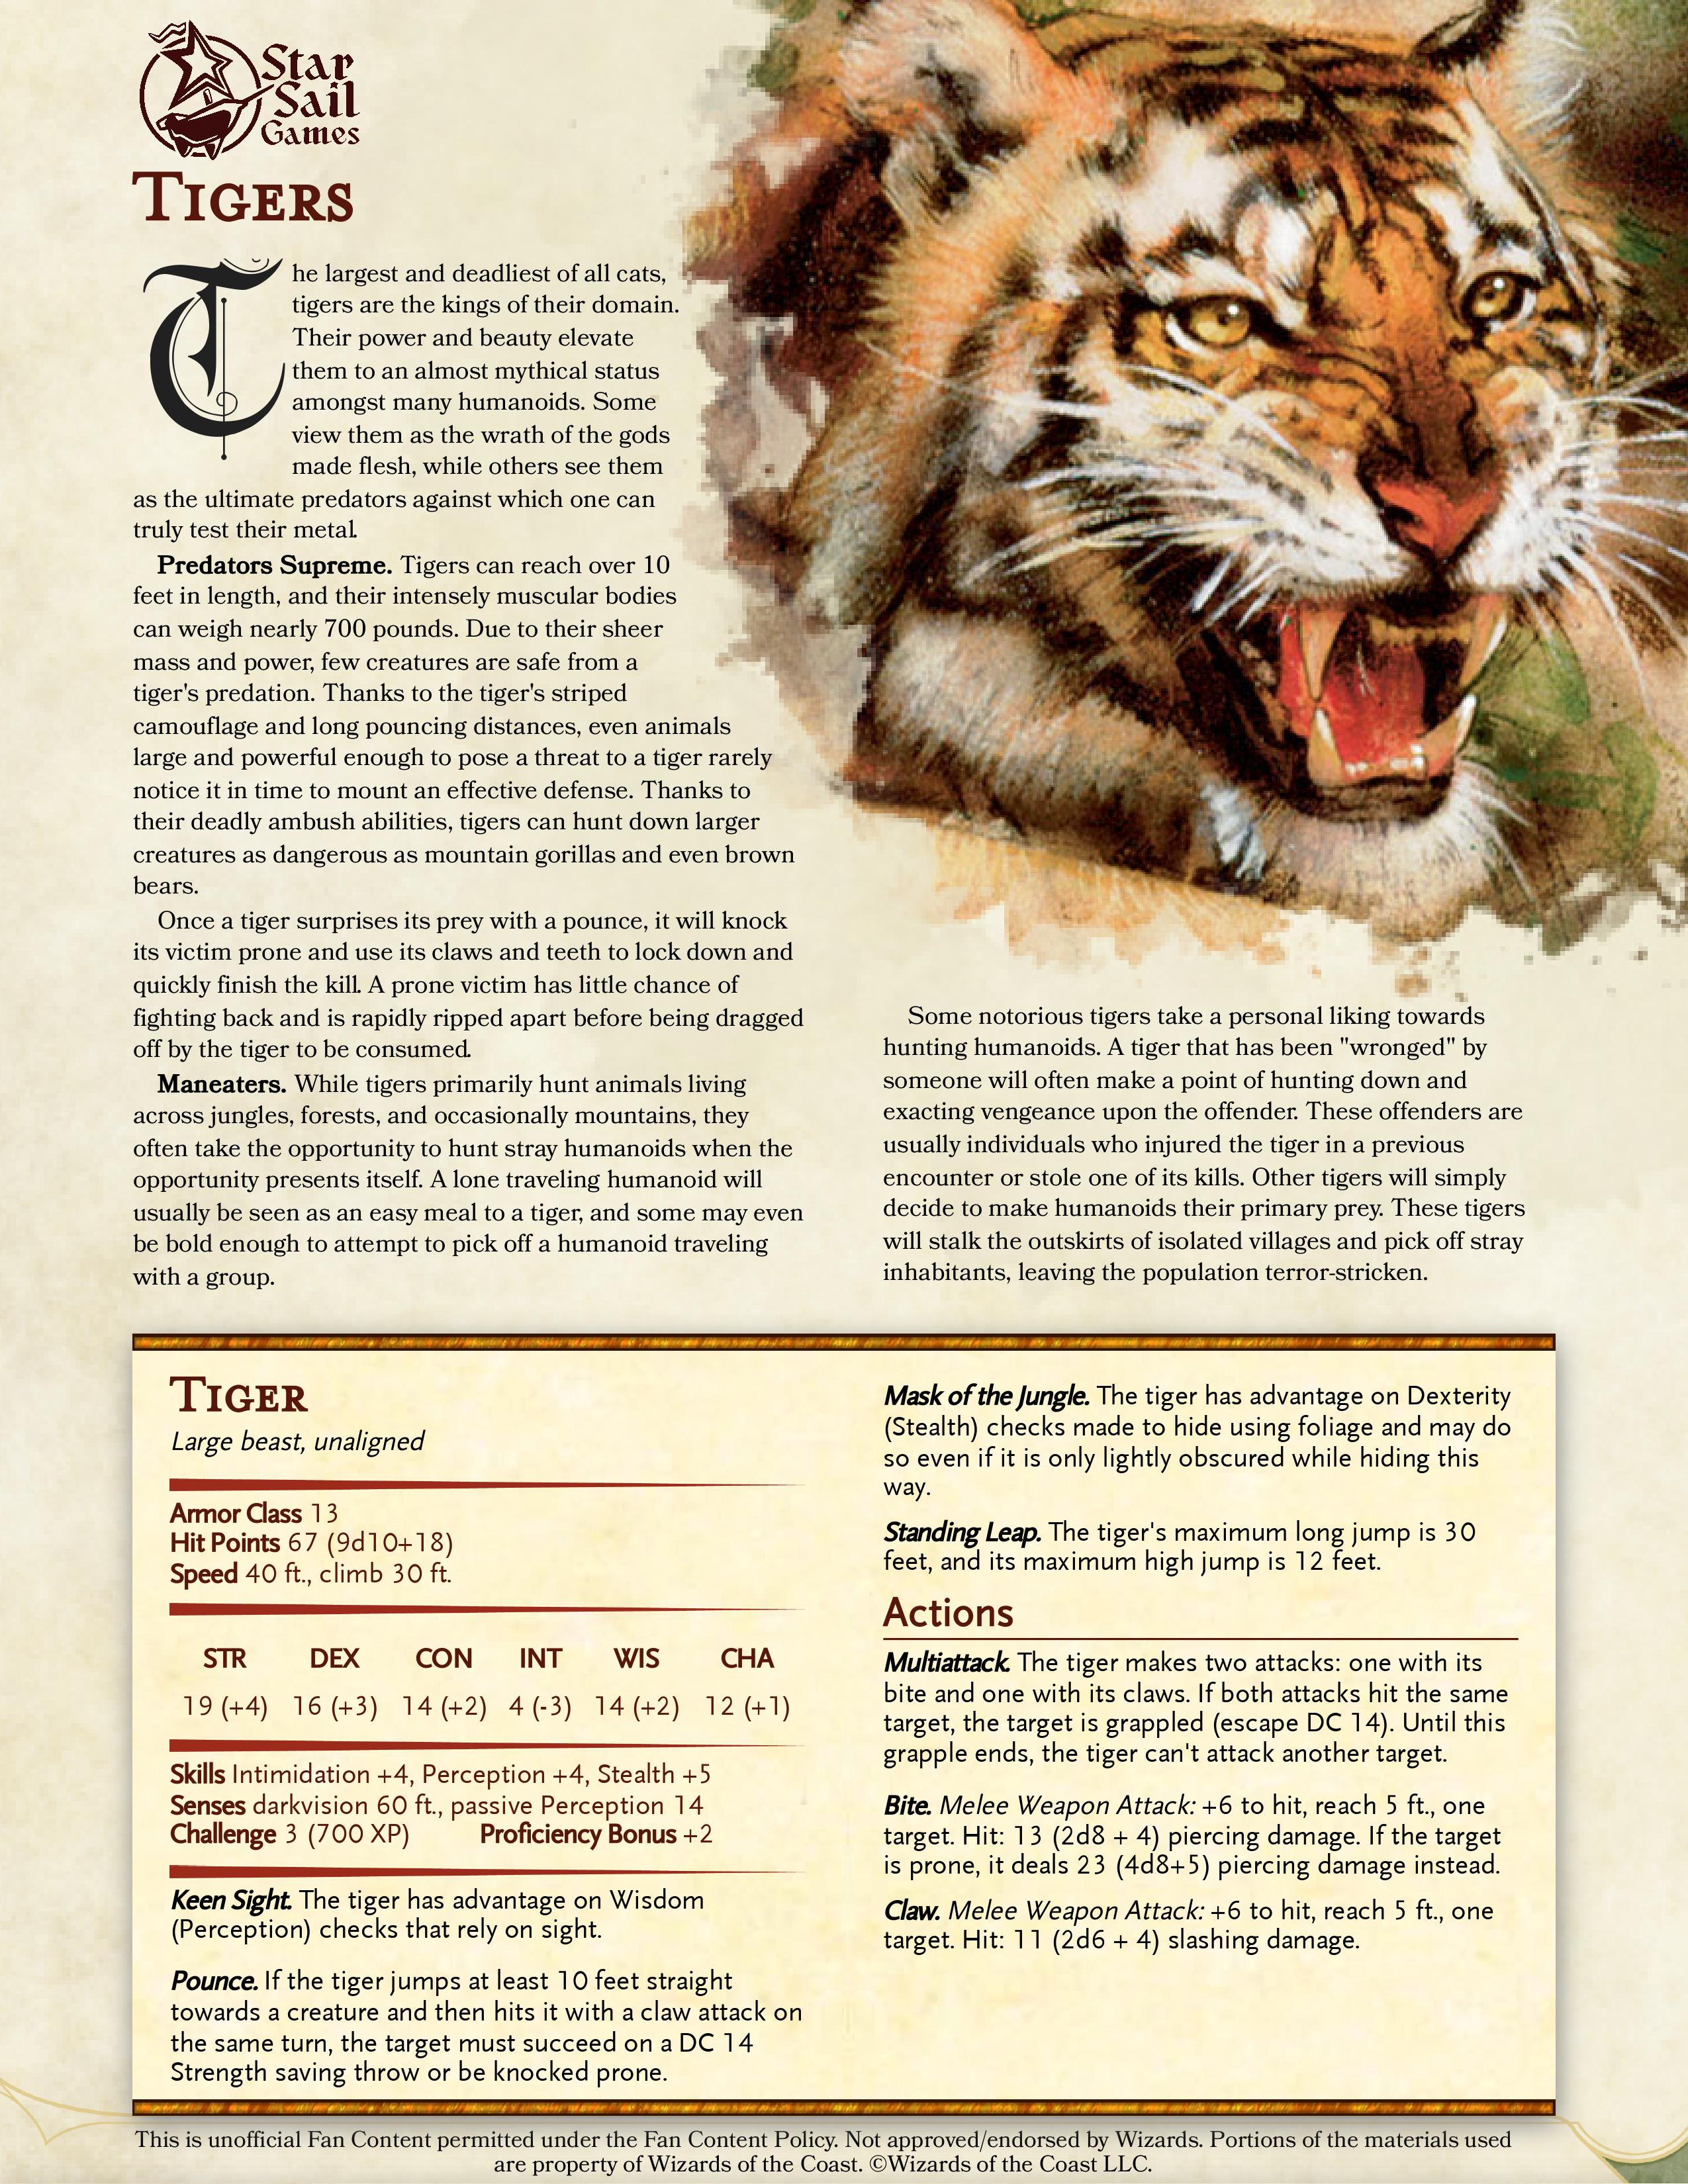 Star
Sail
Games
Tigers
The largest and deadliest of all cats,
tigers are the kings of their domain.
Their power and beauty elevate
them to an almost mythical status
amongst many humanoids. Some
view them as the wrath of the gods
made flesh, while others see them
as the ultimate predators against which one can
truly test their metal.
Predators Supreme. Tigers can reach over 10
feet in length, and their intensely muscular bodies
can weigh nearly 700 pounds. Due to their sheer
mass and power, few creatures are safe from a
tiger's predation. Thanks to the tiger's striped
camouflage and long pouncing distances, even animals
large and powerful enough to pose a threat to a tiger rarely
notice it in time to mount an effective defense. Thanks to
their deadly ambush abilities, tigers can hunt down larger
creatures as dangerous as mountain gorillas and even brown
bears.
Once a tiger surprises its prey with a pounce, it will knock
its victim prone and use its claws and teeth to lock down and
quickly finish the kill. A prone victim has little chance of
fighting back and is rapidly ripped apart before being dragged
off by the tiger to be consumed.
Maneaters. While tigers primarily hunt animals living
across jungles, forests, and occasionally mountains, they
often take the opportunity to hunt stray humanoids when the
opportunity presents itself. A lone traveling humanoid will
usually be seen as an easy meal to a tiger, and some may even
be bold enough to attempt to pick off a humanoid traveling
with a group.
Some notorious tigers take a personal liking towards
hunting humanoids. A tiger that has been "wronged" by
someone will often make a point of hunting down and
exacting vengeance upon the offender. These offenders are
usually individuals who injured the tiger in a previous
encounter or stole one of its kills. Other tigers will simply
decide to make humanoids their primary prey. These tigers
will stalk the outskirts of isolated villages and pick off stray
inhabitants, leaving the population terror-stricken.
Tiger
Large beast, unaligned
Armor Class 13
Hit Points 67 (9d10+18)
Speed 40 ft., climb 30 ft.
STR DEX CON INT WIS CHA
19 (+4) 16 (+3) 14 (+2) 4 (-3) 14 (+2) 12 (+1)
Skills Intimidation +4, Perception +4, Stealth +5
Senses darkvision 60 ft., passive Perception 14
Challenge 3 (700 XP) Proficiency Bonus +2
Keen Sight. The tiger has advantage on Wisdom
(Perception) checks that rely on sight.
Pounce. If the tiger jumps at least 10 feet straight
towards a creature and then hits it with a claw attack on
the same turn, the target must succeed on a DC 14
Strength saving throw or be knocked prone.
Mask of the Jungle. The tiger has advantage on Dexterity
(Stealth) checks made to hide using foliage and may do
so even if it is only lightly obscured while hiding this
way.
Standing Leap. The tiger's maximum long jump is 30
feet, and its maximum high jump is 12 feet.
Actions
Multiattack. The tiger makes two attacks: one with its
bite and one with its claws. If both attacks hit the same
target, the target is grappled (escape DC 14). Until this
grapple ends, the tiger can't attack another target.
Bite. Melee Weapon Attack: +6 to hit, reach 5 ft., one
target. Hit: 13 (2d8 + 4) piercing damage. If the target
is prone, it deals 23 (4d8+5) piercing damage instead.
Claw. Melee Weapon Attack: +6 to hit, reach 5 ft., one
target. Hit: 11 (2d6 + 4) slashing damage.
This is unofficial Fan Content permitted under the Fan Content Policy. Not approved/endorsed by Wizards. Portions of the materials used
are property of Wizards of the Coast. ©Wizards of the Coast LLC.